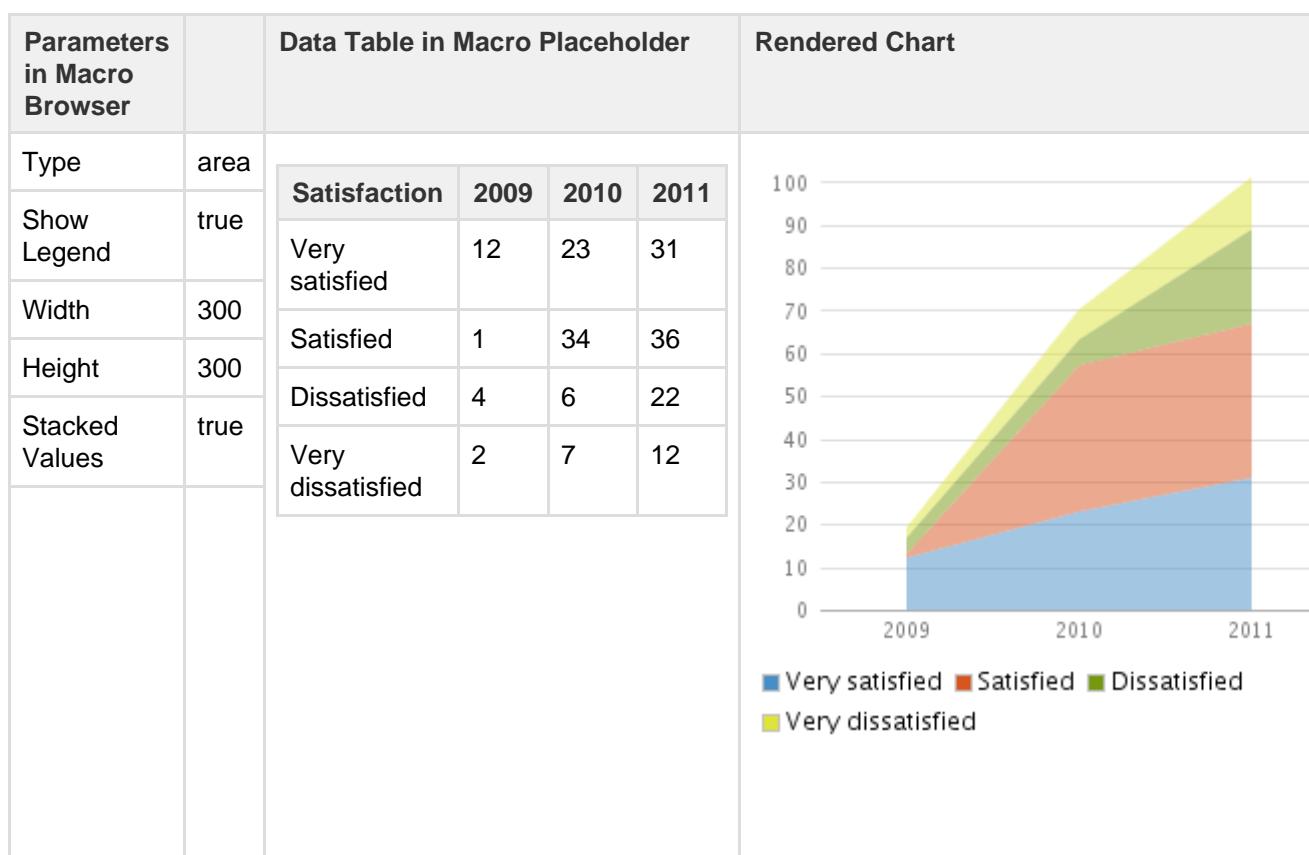 Parameters
in Macro
Browser
Data Table in Macro Placeholder
Rendered Chart
Type area
Show true
Legend
Width 300
Height 300
Stacked true
Values
Satisfaction 2009 2010 2011
Very 12 23 31
satisfied
Satisfied 1 34 36
Dissatisfied 4 6 22
Very 2 7 12
dissatisfied
100
90
80
70
60
50
40
30
20
10
0
2009 2010 2011
Very satisfied Satisfied Dissatisfied
Very dissatisfied